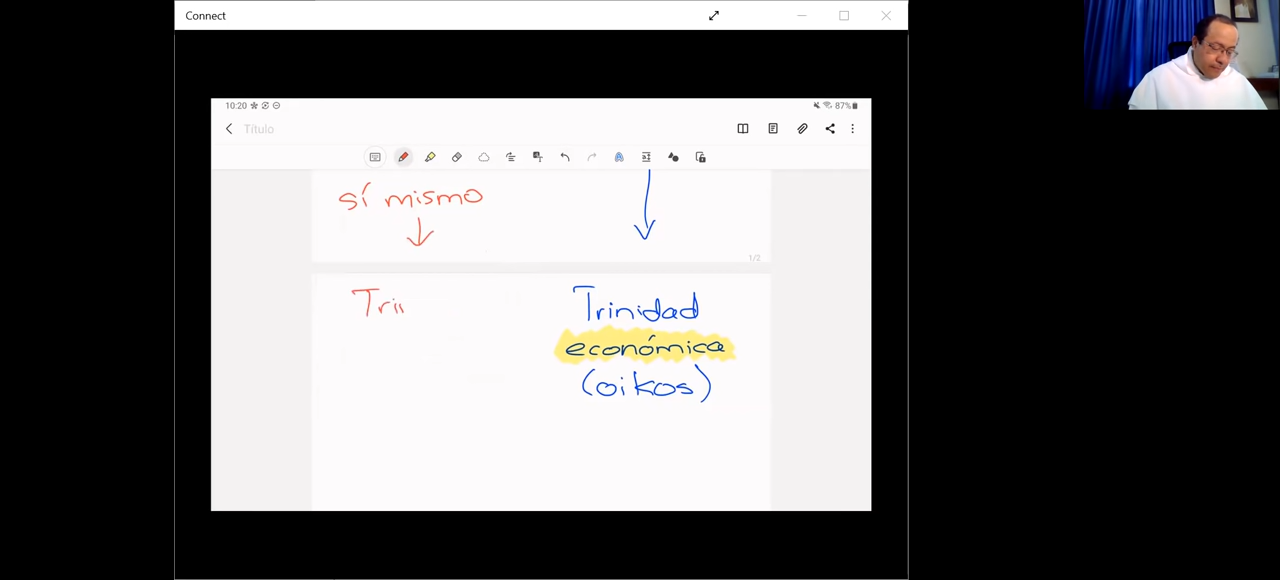 Connect
10:20
87%
Título
sí mismo
1/2
Tri
Trinidad
económica
(oikos)